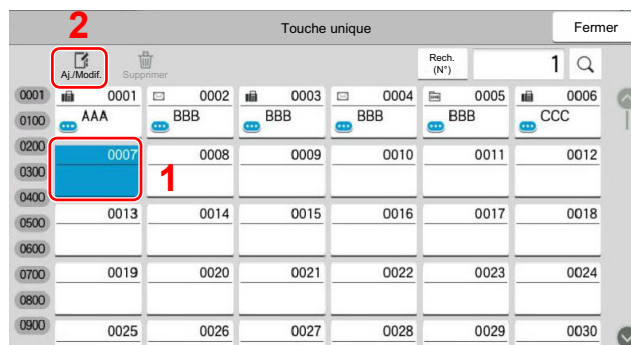 2
Touche unique
Fermer
Aj./Modif.
Supprimer
Rech.
(N°)
1
0001
0100
0200
0300
0400
0500
0600
0700
0800
0900
0001 0002 0003 0004 0005 0006
AAA BBB BBB BBB BBB CCC
0007 0008 0009 0010 0011 0012
1
0013 0014 0015 0016 0017 0018
0019 0020 0021 0022 0023 0024
0025 0026 0027 0028 0029 0030